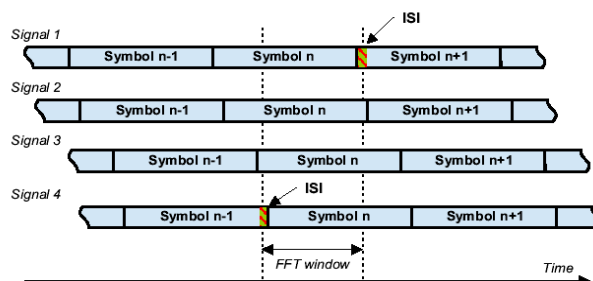 ISI
Signal 1
Symbol n-1 Symbol n Symbol n+1
Signal 2
Symbol n-1 Symbol n Symbol n+1
Signal 3
Symbol n-1 Symbol n Symbol n+1
Signal 4
ISI
Symbol n-1 Symbol n Symbol n+1
FFT window
Time